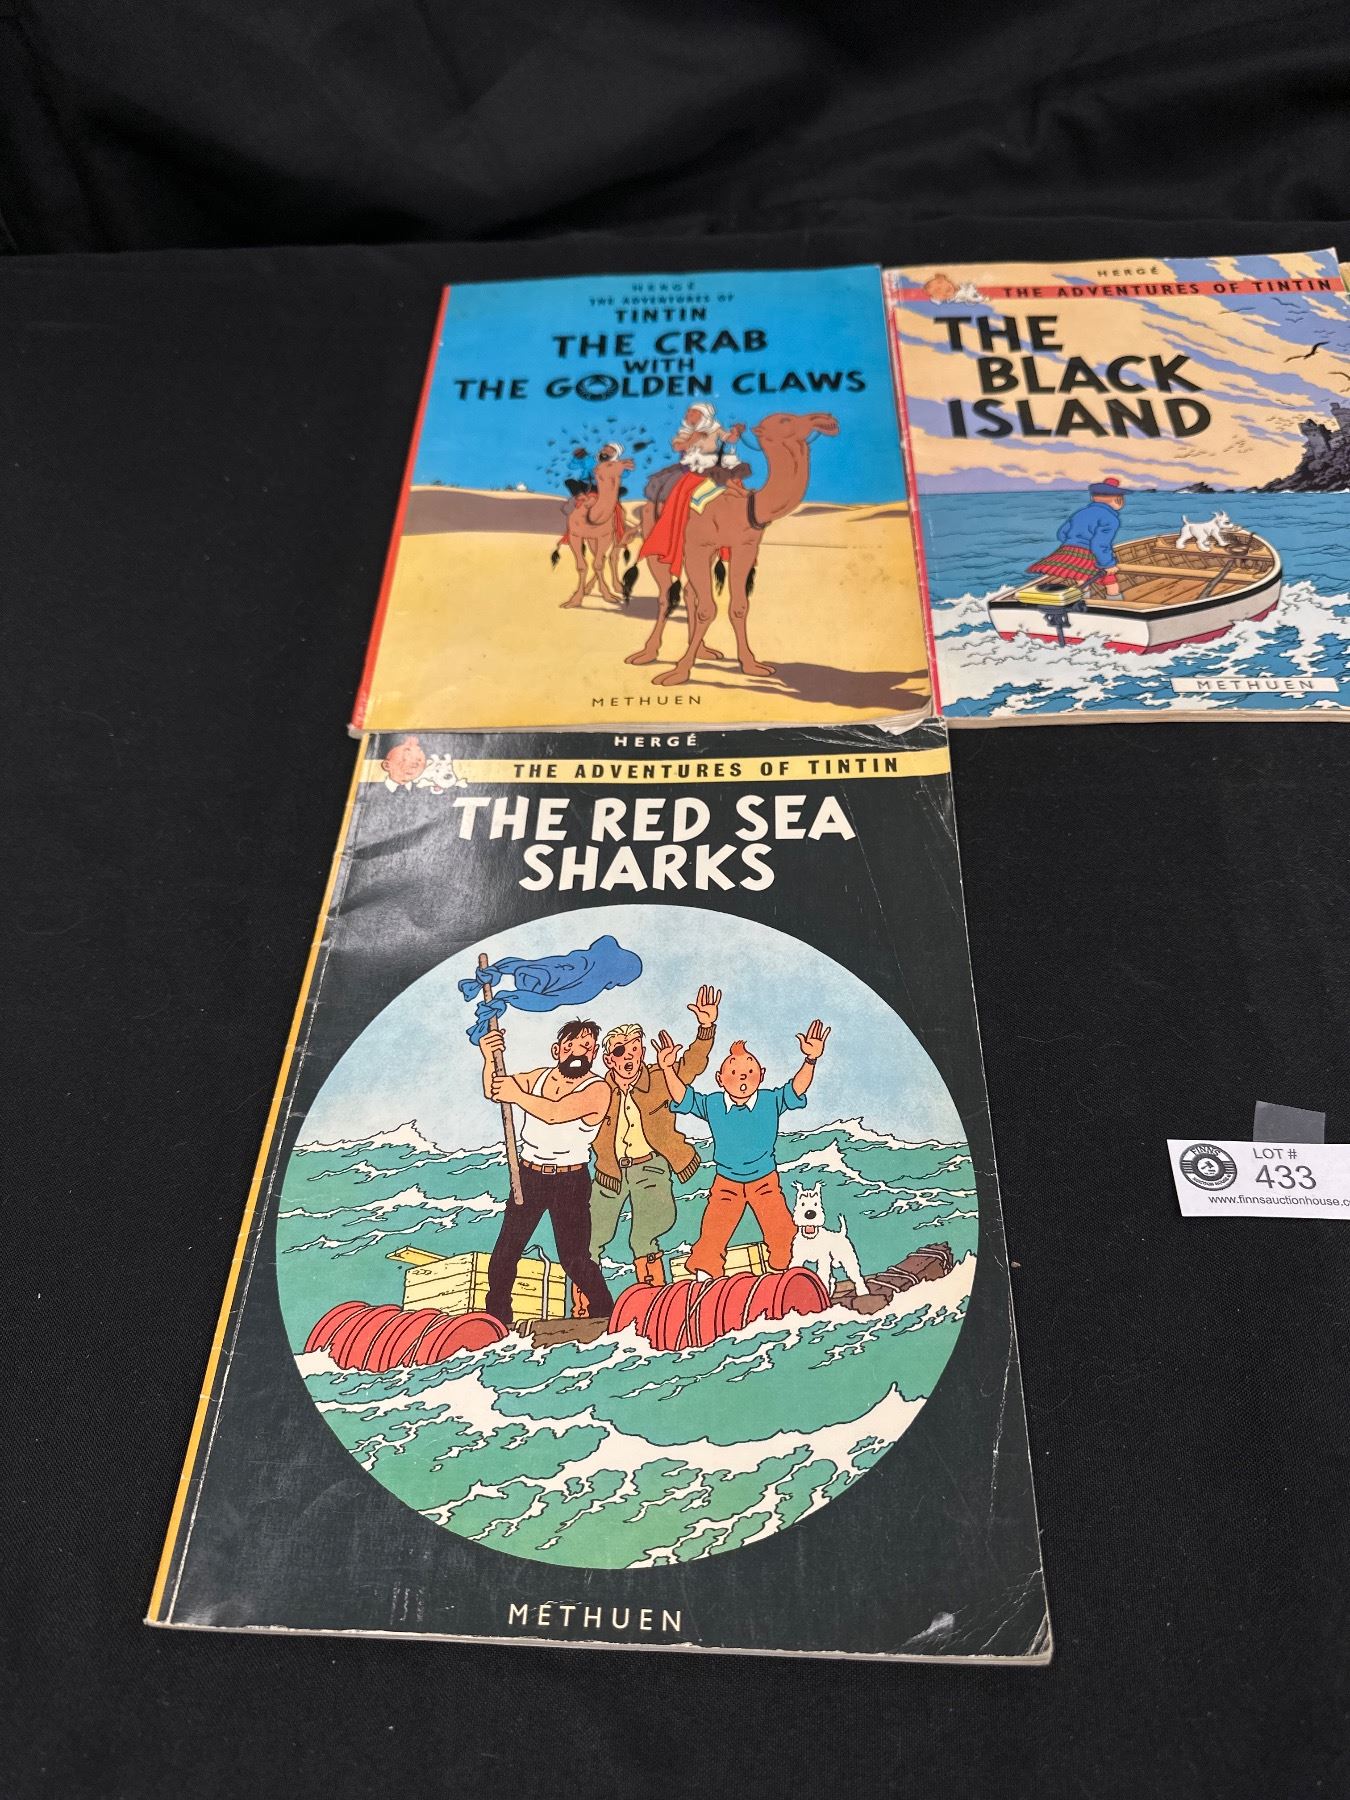 HERGÉ
THE ADVENTURES OF
TINTIN
THE CRAB
WITH
THE GOLDEN CLAWS
METHUEN
HERGÉ
THE ADVENTURES OF TINTIN
THE
BLACK
ISLAND
METHUEN
HERGÉ
THE ADVENTURES OF TINTIN
THE RED SEA
SHARKS
METHUEN
FINNS
LOT #
433
www.finnsauctionhouse.c